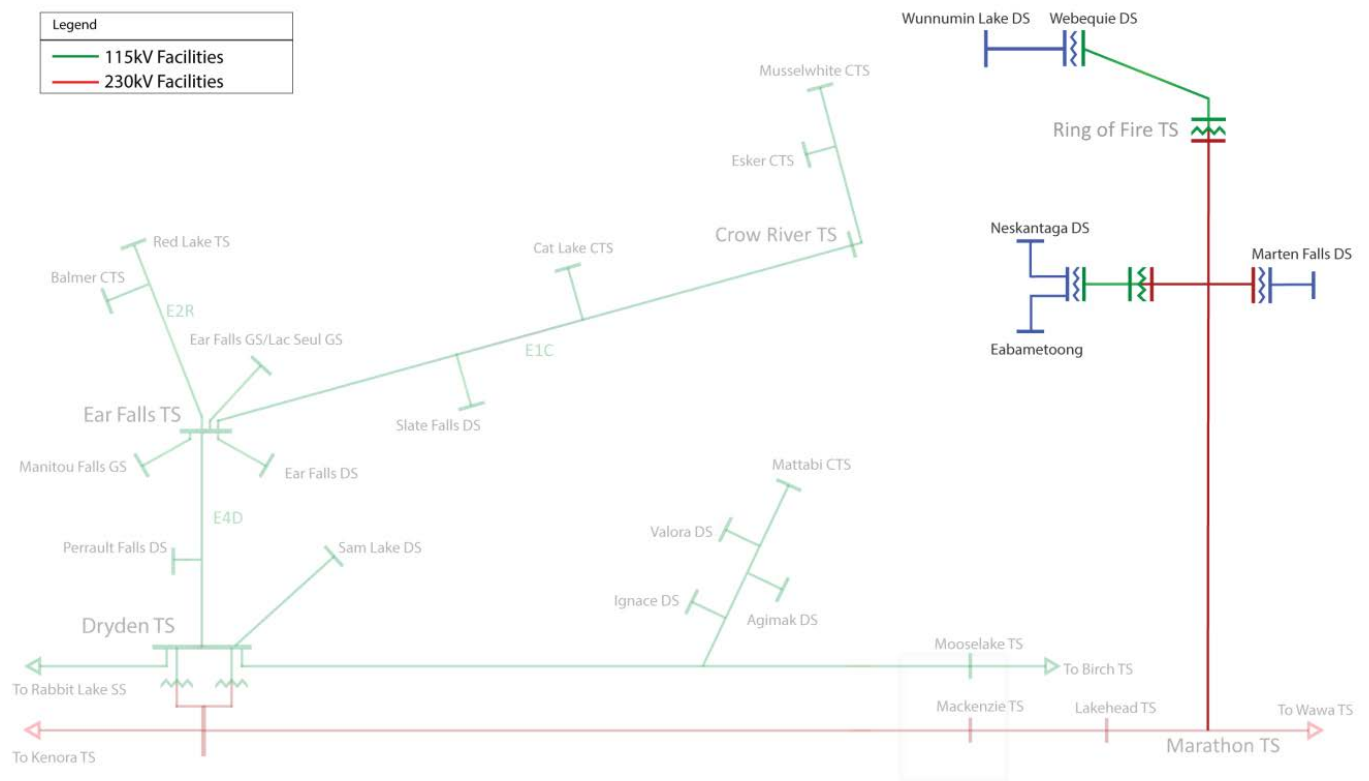 Legend
115kV Facilities
230kV Facilities
Wunnumin Lake DS
Webequie DS
Musselwhite CTS
Ring of Fire TS
Esker CTS
Neskantaga DS
Red Lake TS
Crow River TS
Cat Lake CTS
Marten Falls DS
Balmer CTS
E2R
Ear Falls GS/Lac Seul GS
E1C
Eabametoong
Ear Falls TS
Slate Falls DS
Manitou Falls GS
Ear Falls DS
Mattabi CTS
E4D
Valora DS
Perrault Falls DS
Sam Lake DS
Ignace DS
Agimak DS
Dryden TS
Mooselake TS
To Birch TS
To Rabbit Lake SS
Mackenzie TS
Lakehead TS
To Wawa TS
Marathon TS
To Kenora TS